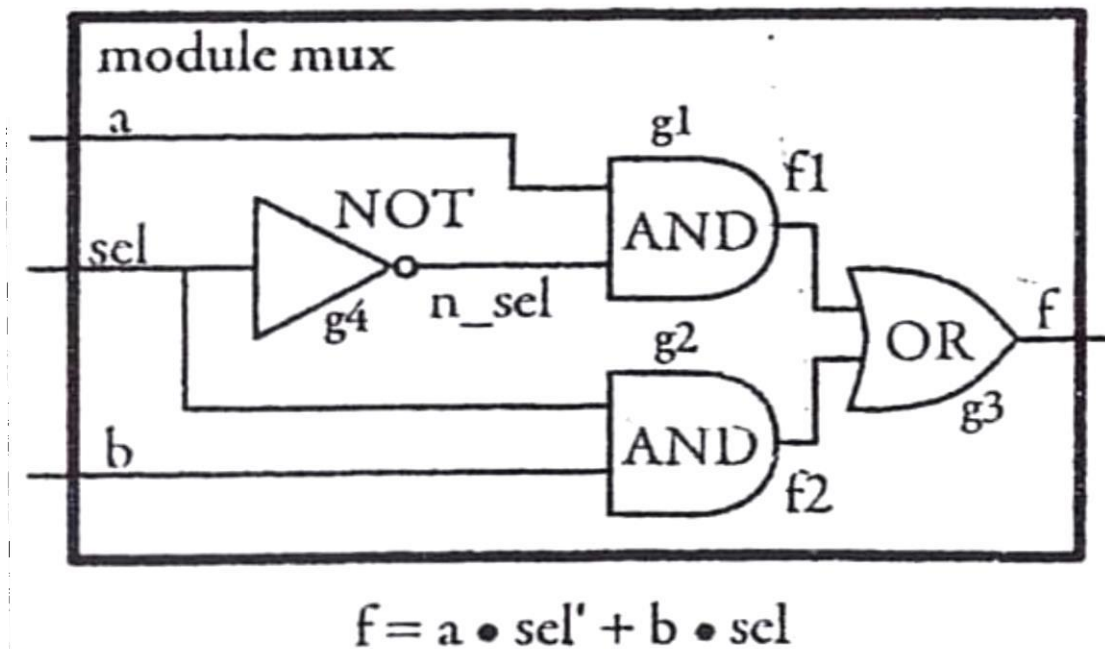 module mux
a
g1
f1
NOT
AND
sel
n_sel
g4
f
g2
OR
g3
b
AND
f2
f = a • sel' + b • sel